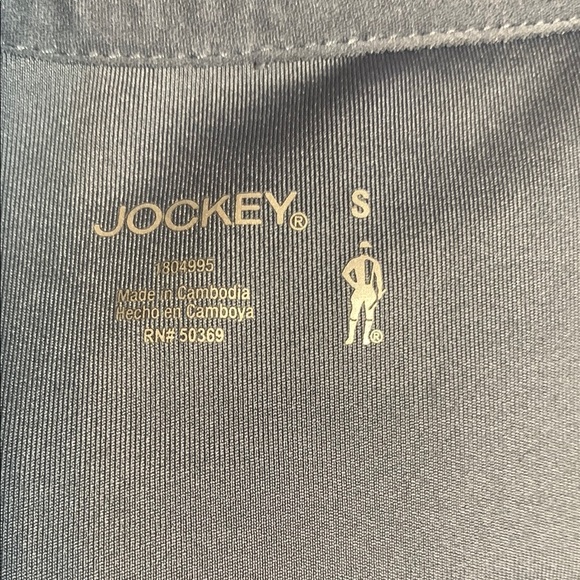 JOCKEY® S
1804995
Made in Cambodia
Hecho en Camboya
RN# 50369
®